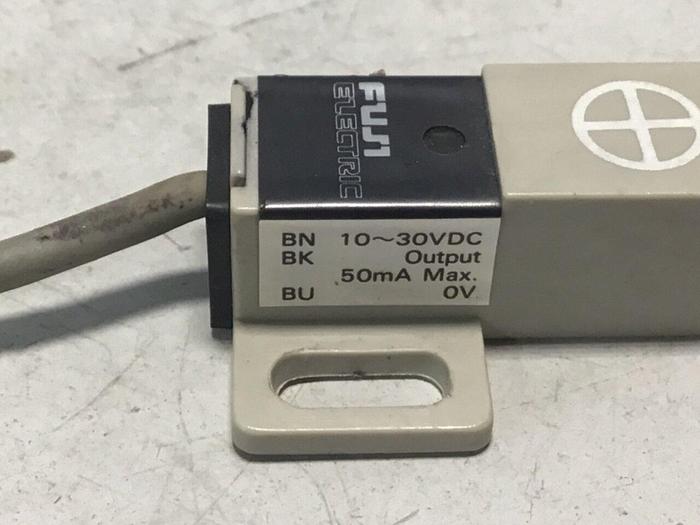 FUJI
ELECTRIC
BN 10~30VDC
BK Output
50mA Max.
BU 0V